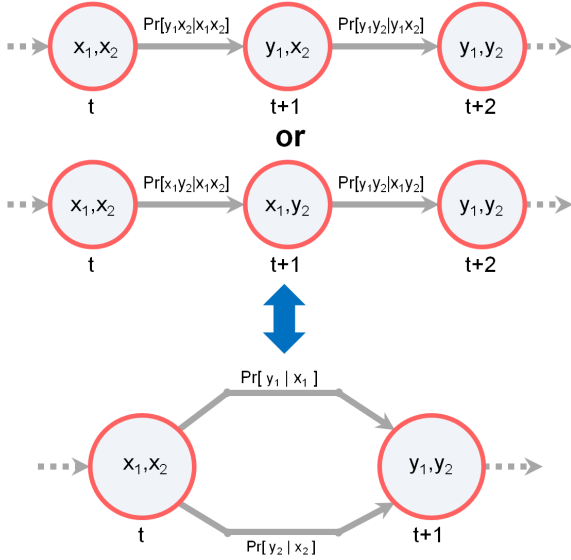 Pr[y₁x₂|x₁x₂] Pr[y₁y₂|y₁x₂]
x₁,x₂ y₁,x₂ y₁,y₂
t t+1 t+2
or
Pr[x₁y₂|x₁x₂] Pr[y₁y₂|x₁y₂]
x₁,x₂ x₁,y₂ y₁,y₂
t t+1 t+2
Pr[ y₁ | x₁ ]
x₁,x₂ y₁,y₂
t t+1
Pr[ y₂ | x₂ ]